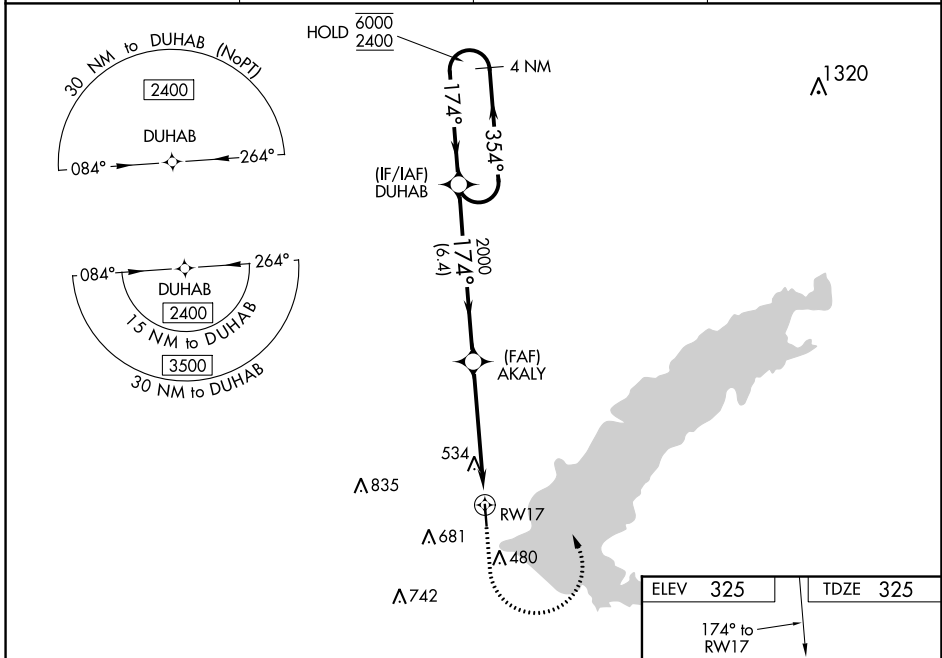 30 NM to DUHAB (NoPT)
2400
DUHAB
084°
264°
084°
264°
DUHAB
2400
15 NM to DUHAB
3500
30 NM to DUHAB
HOLD
6000
2400
4 NM
174°
354°
(IF/IAF)
DUHAB
2000
174°
(6.4)
(FAF)
AKALY
1320
534
835
RW17
681
480
742
ELEV 325
TDZE 325
174° to
RW17